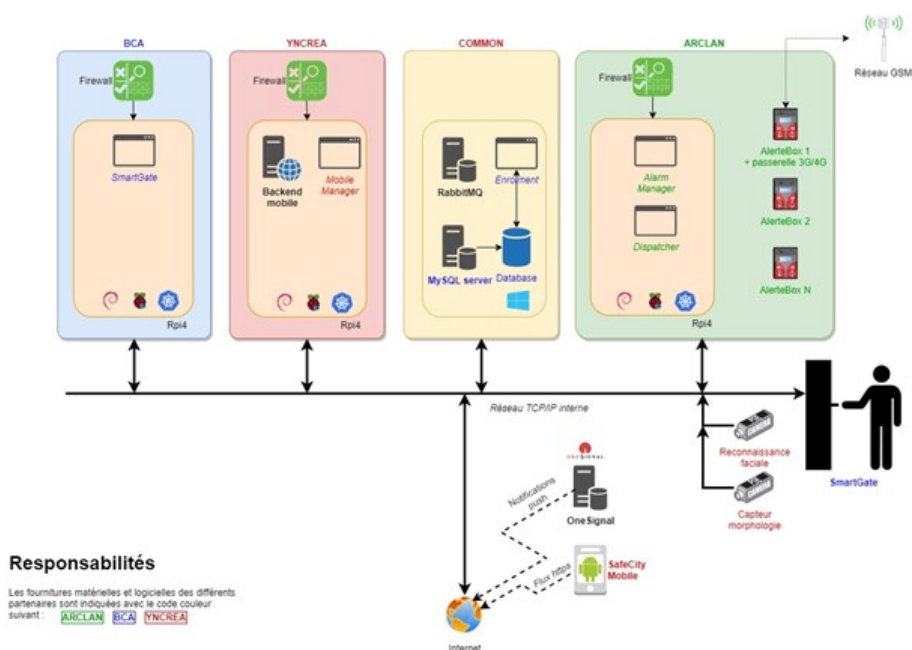 BCA
YNCREA
COMMON
ARCLAN
Réseau GSM
Firewall
Firewall
Firewall
SmartGate
Backend
mobile
Mobile
Manager
RabbitMQ
Enrolment
MySQL server
Database
Alarm
Manager
Dispatcher
AlerteBox 1
+ passerelle 3G/4G
AlerteBox 2
AlerteBox N
Rpi4
Rpi4
Rpi4
Réseau TCP/IP interne
CAMERA
Reconnaissance
faciale
CAMERA
Capteur
morphologie
SmartGate
ONESIGNAL
OneSignal
Notifications
push
Flux https
SafeCity
Mobile
Internet
Responsabilités
Les fournitures matérielles et logicielles des différents
partenaires sont indiquées avec le code couleur
suivant : ARCLAN BCA YNCREA